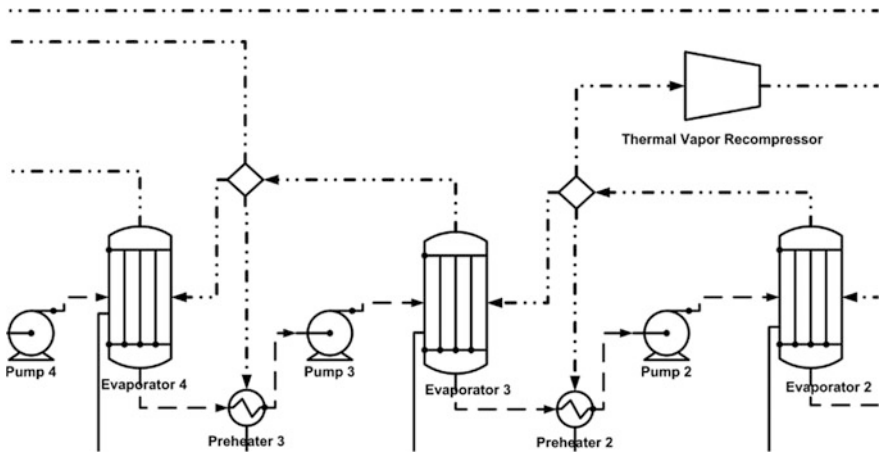 Thermal Vapor Recompressor
Pump 4
Evaporator 4
Pump 3
Evaporator 3
Pump 2
Evaporator 2
Preheater 3
Preheater 2